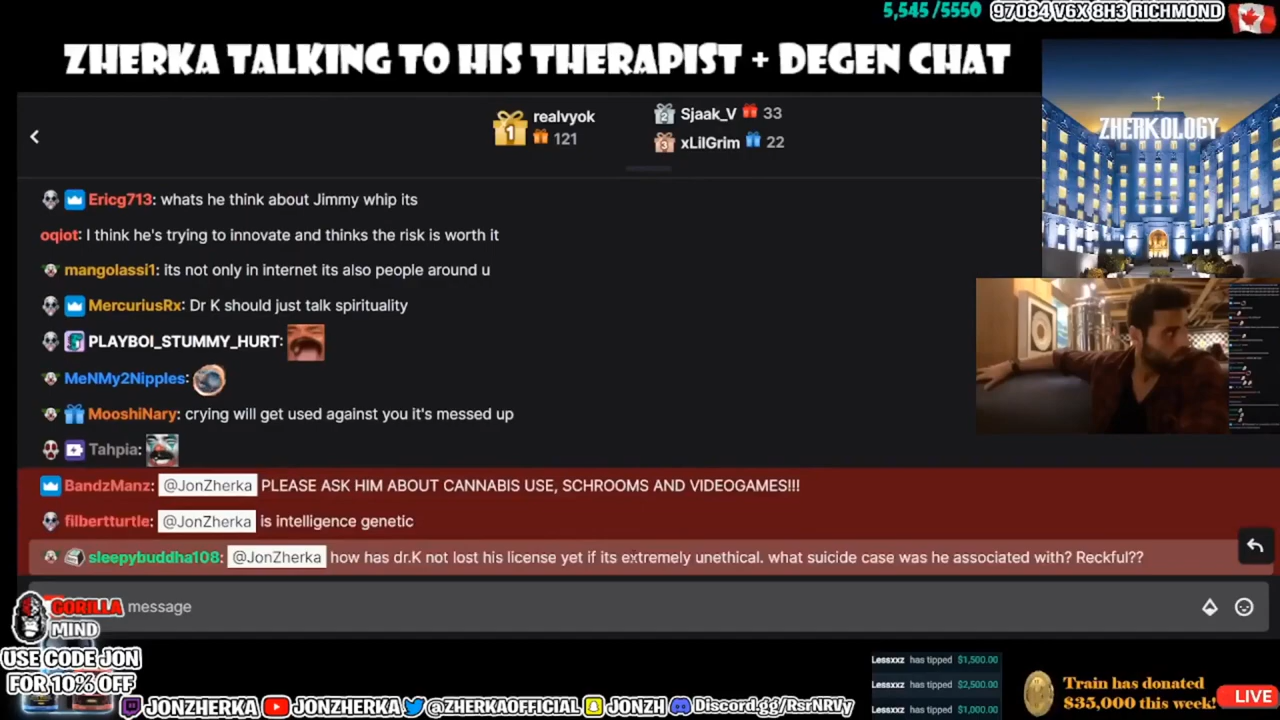 5,545 /5550 97084 V6X 8H3 RICHMOND
ZHERKA TALKING TO HIS THERAPIST + DEGEN CHAT
ZHERKOLOGY
1 realvyok 121
2 Sjaak_V 33
3 xLilGrim 22
Ericg713: whats he think about Jimmy whip its
oqiot: I think he's trying to innovate and thinks the risk is worth it
mangolassi1: its not only in internet its also people around u
MercuriusRx: Dr K should just talk spirituality
PLAYBOI_STUMMY_HURT:
MeNMy2Nipples:
MooshiNary: crying will get used against you it's messed up
Tahpia:
BandzManz: @JonZherka PLEASE ASK HIM ABOUT CANNABIS USE, SCHROOMS AND VIDEOGAMES!!!
filbertturtle: @JonZherka is intelligence genetic
sleepybuddha108: @JonZherka how has dr.K not lost his license yet if its extremely unethical. what suicide case was he associated with? Reckful??
message
GORILLA
MIND
USE CODE JON
FOR 10% OFF
JONZHERKA JONZHERKA @ZHERKAOFFICIAL JONZH Discord.gg/RsrNRVy
Lessxxz has tipped $1,500.00
Lessxxz has tipped $2,500.00
Lessxxz has tipped $1,000.00
Train has donated
$35,000 this week!
LIVE